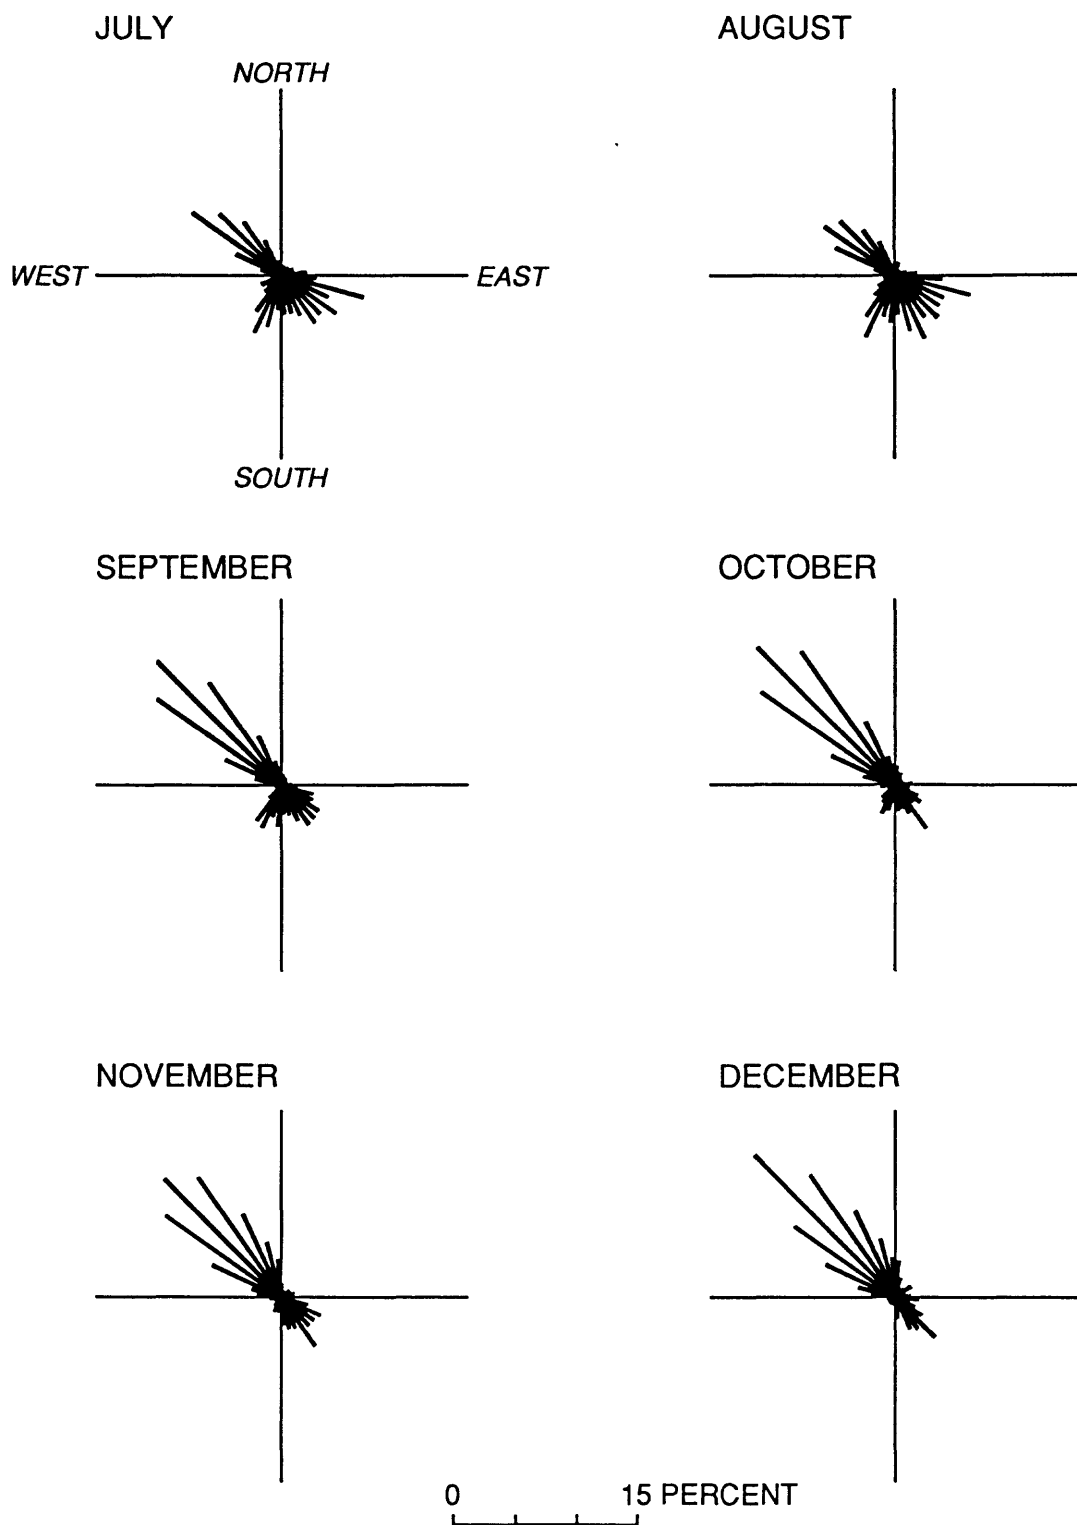 JULY
AUGUST
NORTH
WEST
EAST
SOUTH
SEPTEMBER
OCTOBER
NOVEMBER
DECEMBER
0 15 PERCENT